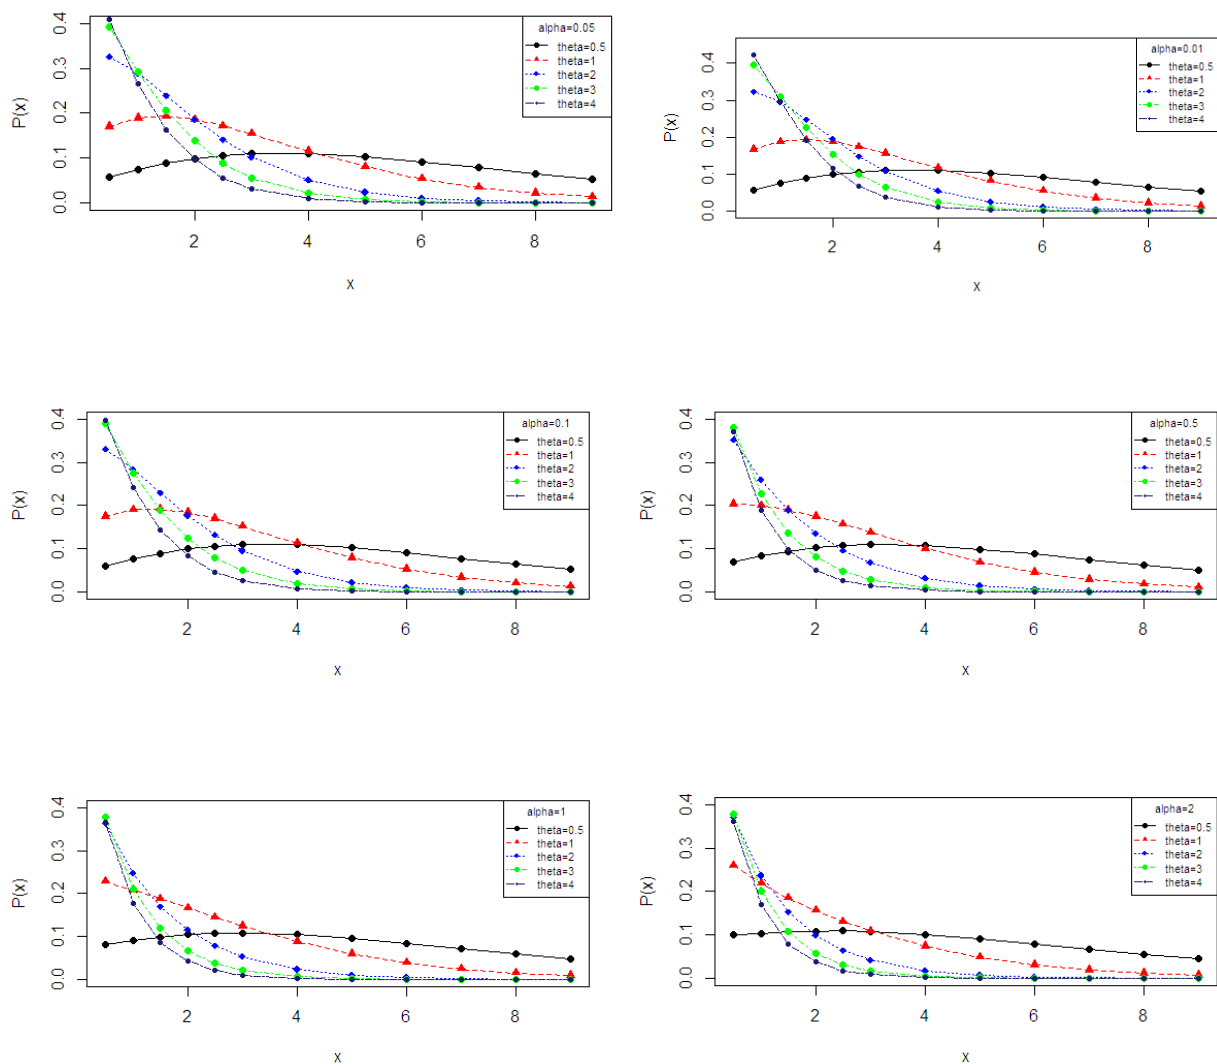 alpha=0.05
theta=0.5
theta=1
theta=2
theta=3
theta=4
P(x)
0.0 0.1 0.2 0.3 0.4
2 4 6 8
x
alpha=0.01
theta=0.5
theta=1
theta=2
theta=3
theta=4
P(x)
0.0 0.1 0.2 0.3 0.4
2 4 6 8
x
alpha=0.1
theta=0.5
theta=1
theta=2
theta=3
theta=4
P(x)
0.0 0.1 0.2 0.3 0.4
2 4 6 8
x
alpha=0.5
theta=0.5
theta=1
theta=2
theta=3
theta=4
P(x)
0.0 0.1 0.2 0.3 0.4
2 4 6 8
x
alpha=1
theta=0.5
theta=1
theta=2
theta=3
theta=4
P(x)
0.0 0.1 0.2 0.3 0.4
2 4 6 8
x
alpha=2
theta=0.5
theta=1
theta=2
theta=3
theta=4
P(x)
0.0 0.1 0.2 0.3 0.4
2 4 6 8
x